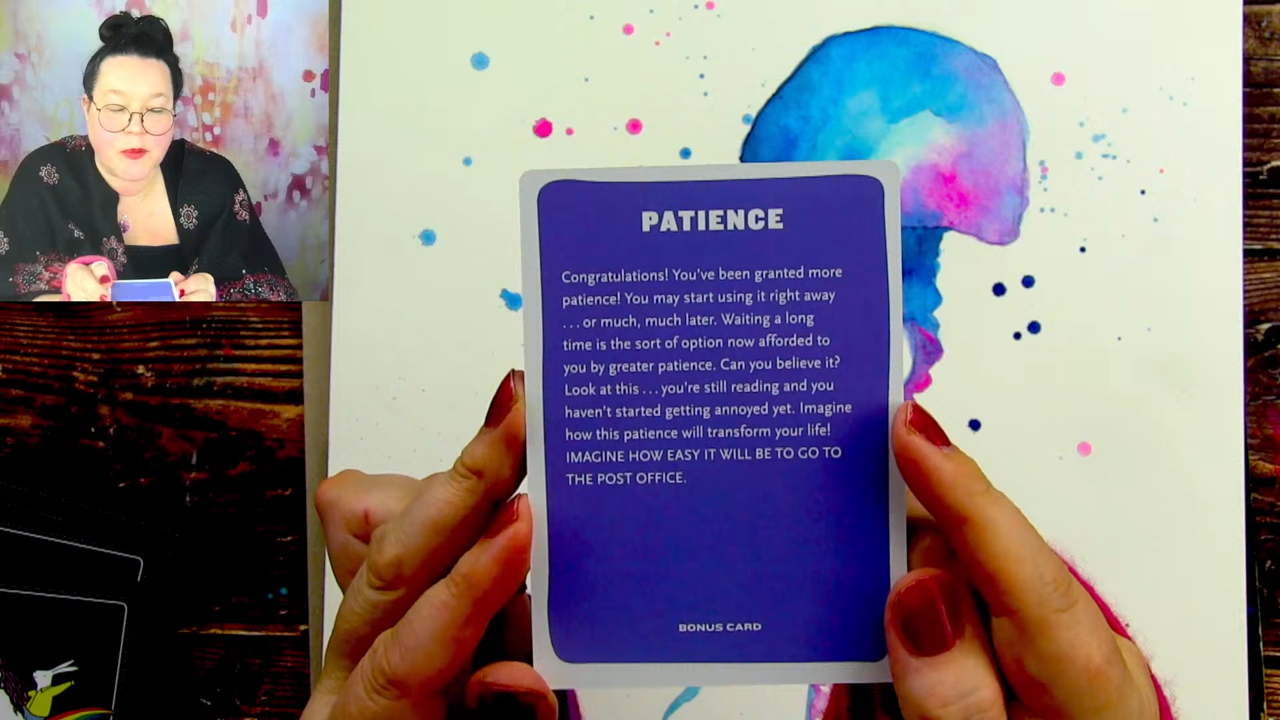 PATIENCE
Congratulations! You've been granted more
patience! You may start using it right away
...or much, much later. Waiting a long
time is the sort of option now afforded to
you by greater patience. Can you believe it?
Look at this...you're still reading and you
haven't started getting annoyed yet. Imagine
how this patience will transform your life!
IMAGINE HOW EASY IT WILL BE TO GO TO
THE POST OFFICE.
BONUS CARD